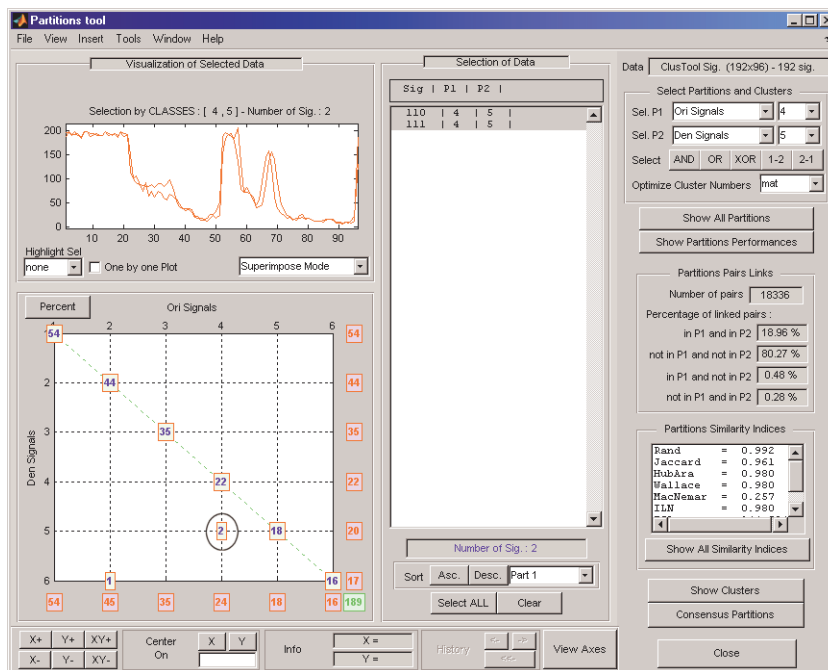 Partitions tool
File View Insert Tools Window Help
Visualization of Selected Data
Selection by CLASSES : [ 4 , 5 ] - Number of Sig. : 2
200
150
100
50
0
10 20 30 40 50 60 70 80 90
Highlight Sel
none
One by one Plot
Superimpose Mode
Percent
Ori Signals
1 2 3 4 5 6
54 54
2 44 44
3 35 35
4 22 22
Den Signals
5 2 18 20
6 1 16 17
54 45 35 24 18 16 189
Selection of Data
Sig | P1 | P2 |
110 | 4 | 5 |
111 | 4 | 5 |
Number of Sig. : 2
Sort Asc. Desc. Part 1
Select ALL Clear
Data ClusTool Sig. (192x96) - 192 sig.
Select Partitions and Clusters
Sel. P1 Ori Signals 4
Sel. P2 Den Signals 5
Select AND OR XOR 1-2 2-1
Optimize Cluster Numbers mat
Show All Partitions
Show Partitions Performances
Partitions Pairs Links
Number of pairs 18336
Percentage of linked pairs :
in P1 and in P2 18.96 %
not in P1 and not in P2 80.27 %
in P1 and not in P2 0.48 %
not in P1 and in P2 0.28 %
Partitions Similarity Indices
Rand = 0.992
Jaccard = 0.961
HubAra = 0.980
Wallace = 0.980
MacNemar = 0.257
ILN = 0.980
Show All Similarity Indices
Show Clusters
Consensus Partitions
Close
X+ Y+ XY+
X- Y- XY-
Center On
X Y
Info
X =
Y =
History
<- ->
<<-
View Axes